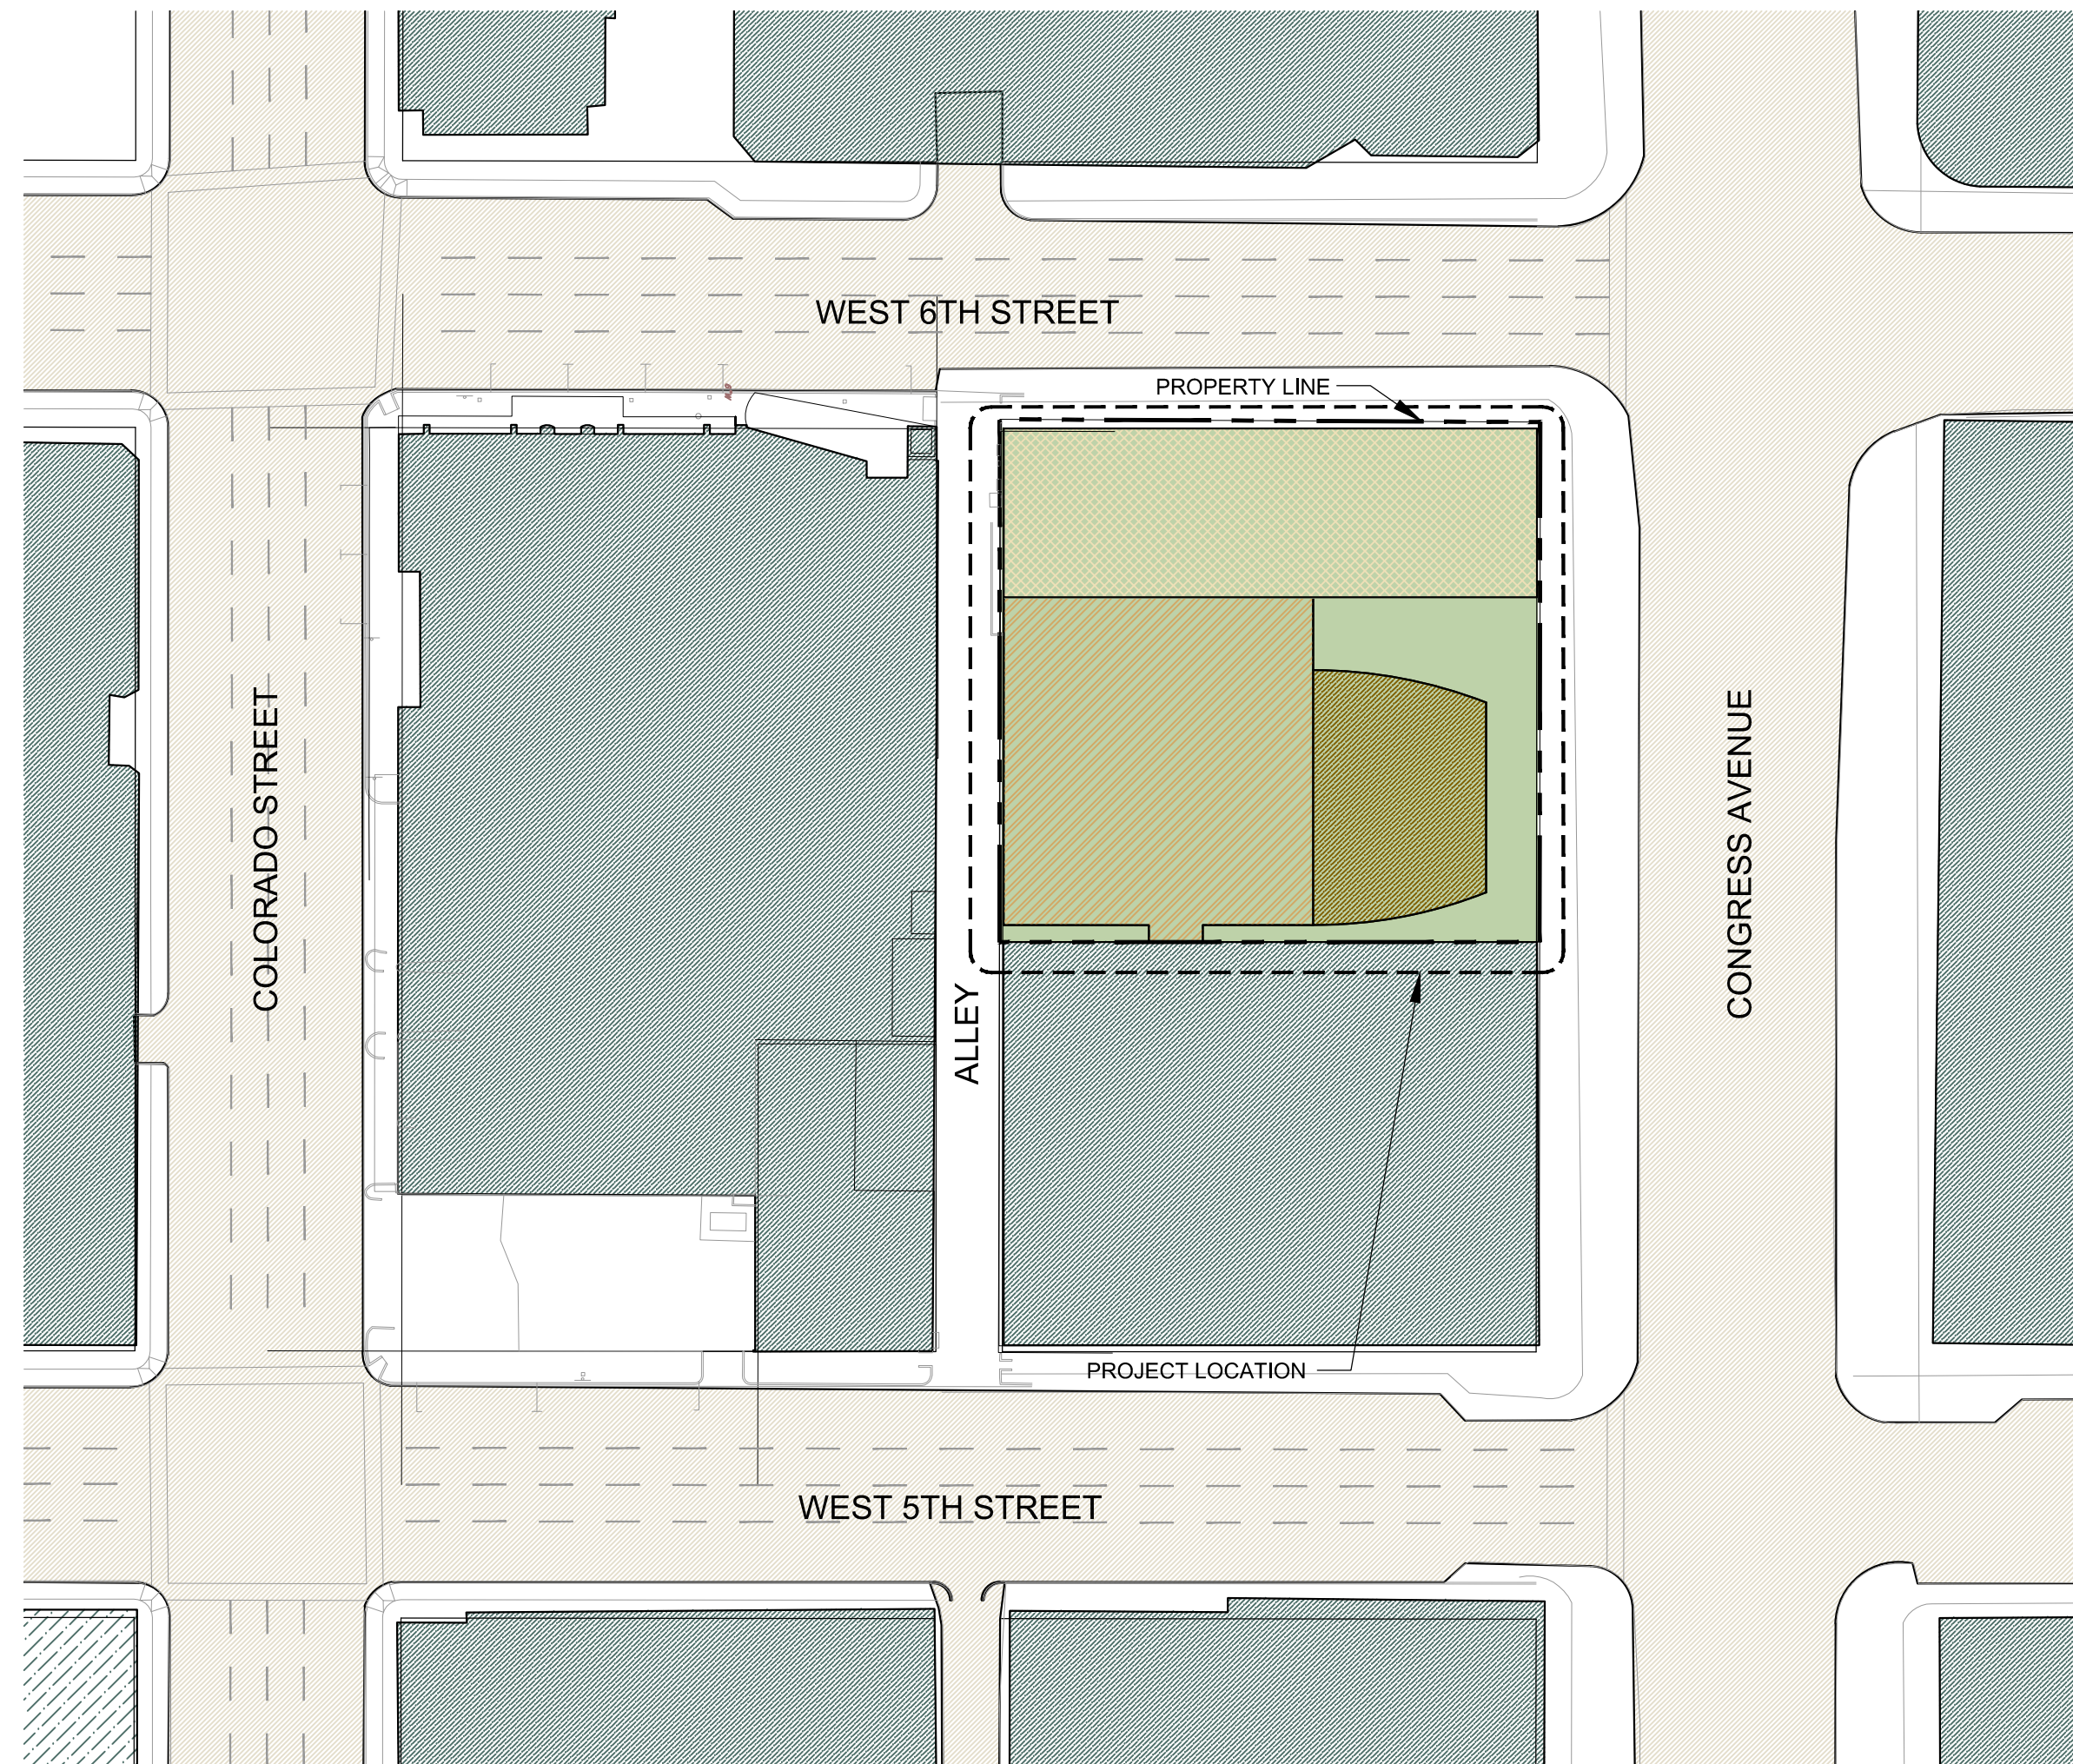 WEST 6TH STREET
PROPERTY LINE
COLORADO STREET
CONGRESS AVENUE
ALLEY
PROJECT LOCATION
WEST 5TH STREET